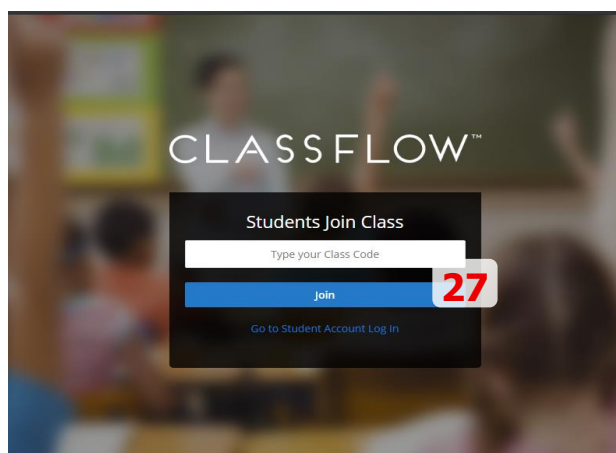 CLASSFLOW™
Students Join Class
Type your Class Code
Join
27
Go to Student Account Log In